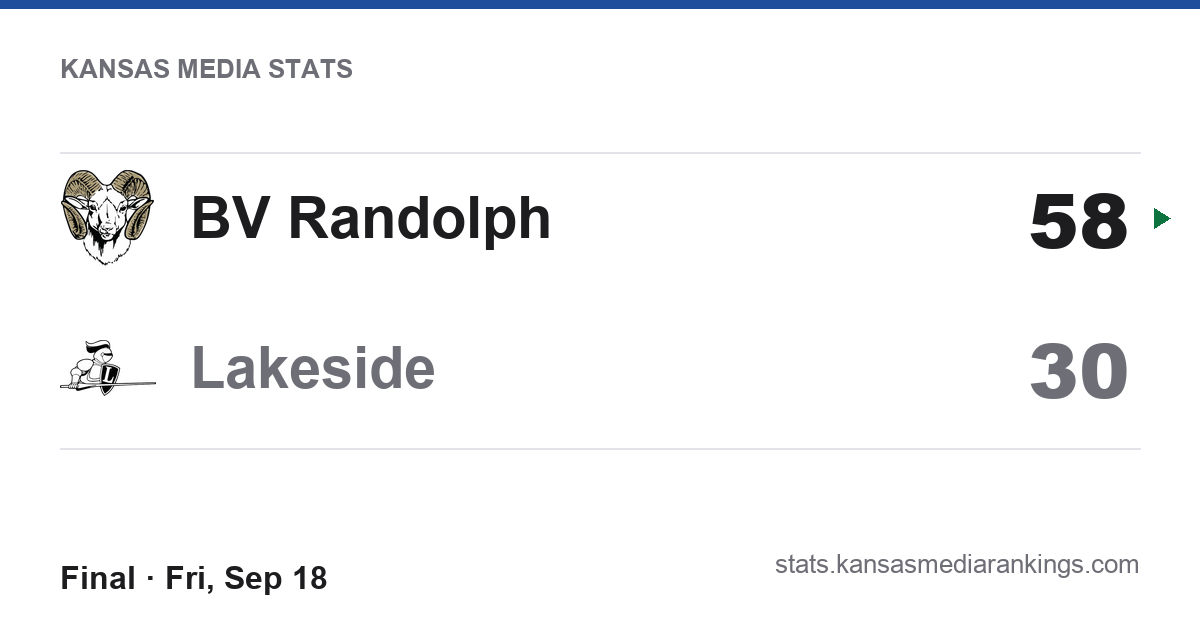 KANSAS MEDIA STATS
BV Randolph 58
L
Lakeside 30
Final · Fri, Sep 18
stats.kansasmediarankings.com